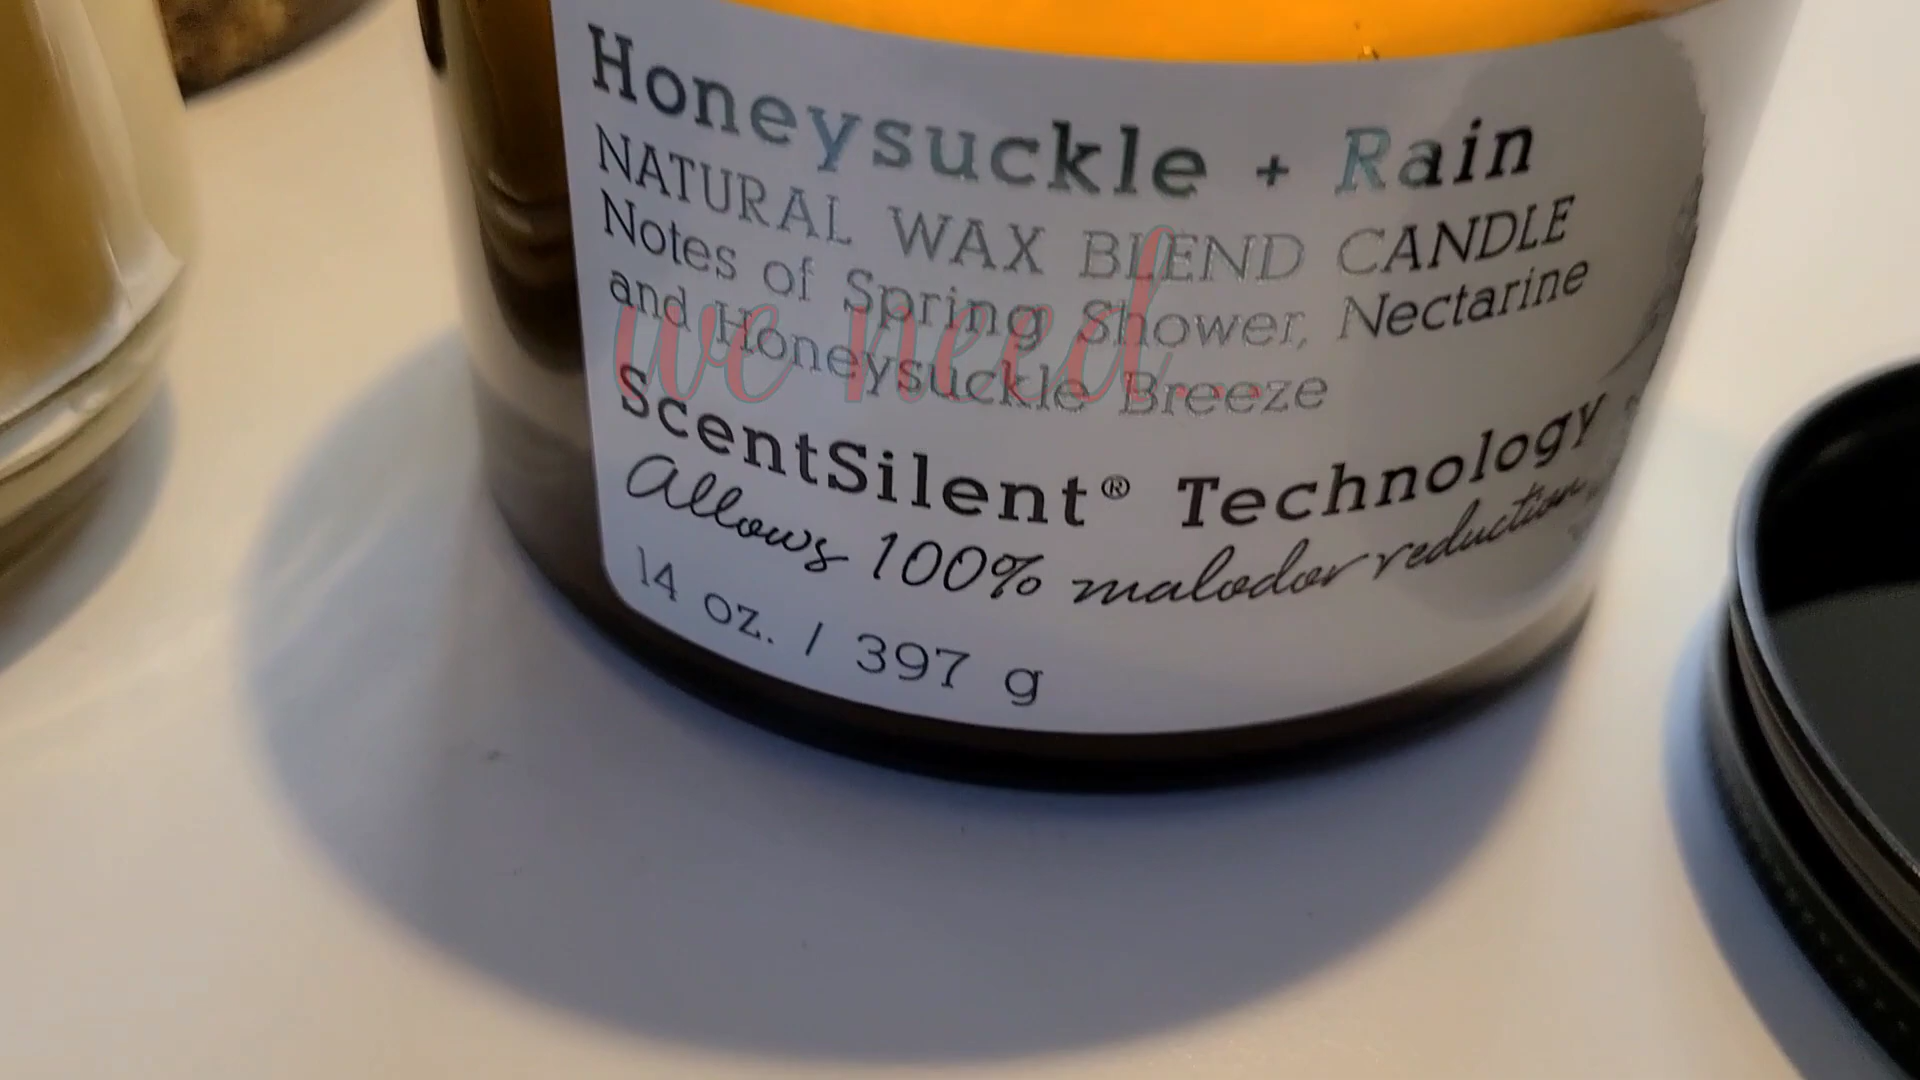 Honeysuckle + Rain
NATURAL WAX BLEND CANDLE
Notes of Spring Shower, Nectarine
and Honeysuckle Breeze
we need...
ScentSilent® Technology
Allows 100% malodor reduction
14 oz. / 397 g